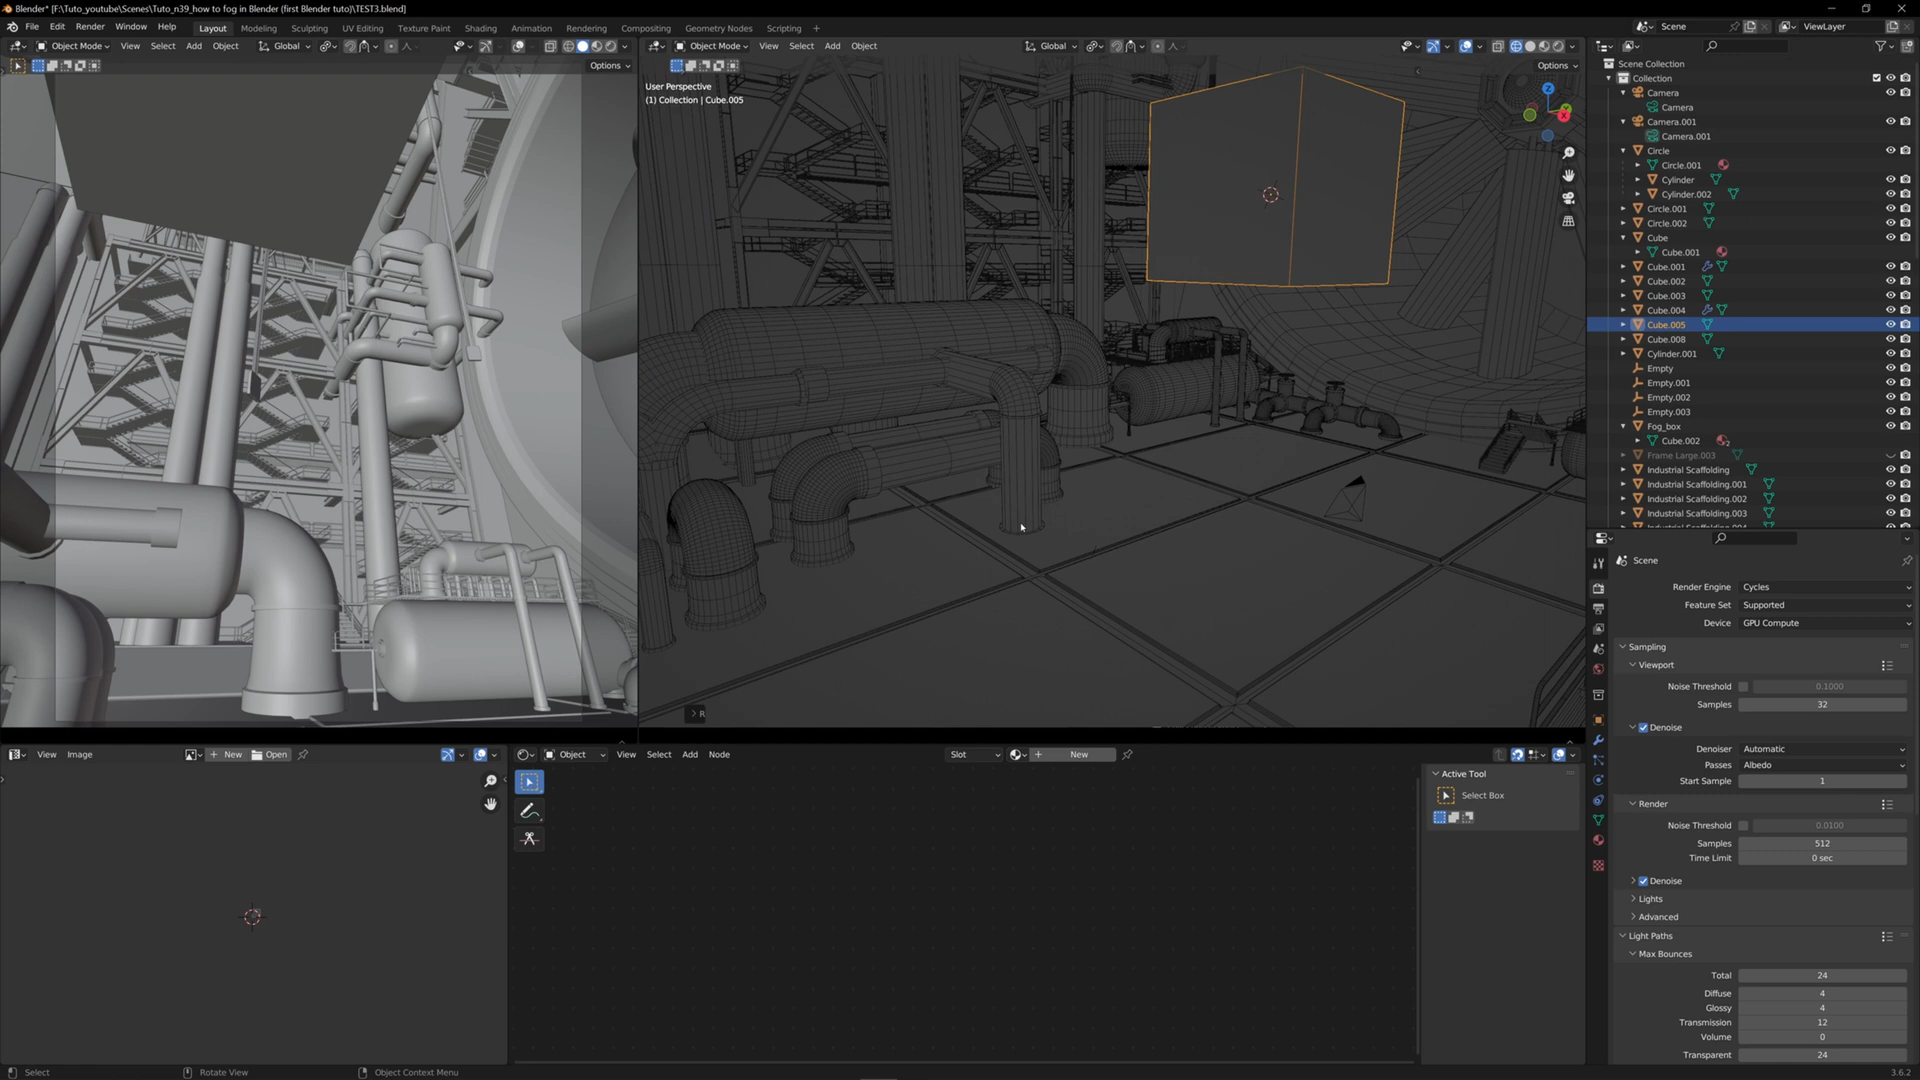 Blender* [F:\Tuto_youtube\Scenes\Tuto_n39_how to fog in Blender (first Blender tuto)\TEST3.blend]
File Edit Render Window Help Layout Modeling Sculpting UV Editing Texture Paint Shading Animation Rendering Compositing Geometry Nodes Scripting + Scene ViewLayer
Object Mode View Select Add Object Global
Options
Object Mode View Select Add Object Global
Options
User Perspective
(1) Collection | Cube.005
Z
X
R
Scene Collection
Collection
Camera
Camera
Camera.001
Camera.001
Circle
Circle.001
Cylinder
Cylinder.002
Circle.001
Circle.002
Cube
Cube.001
Cube.001
Cube.002
Cube.003
Cube.004
Cube.005
Cube.008
Cylinder.001
Empty
Empty.001
Empty.002
Empty.003
Fog_box
Cube.002 2
Frame Large.003
Industrial Scaffolding
Industrial Scaffolding.001
Industrial Scaffolding.002
Industrial Scaffolding.003
Scene
Render Engine Cycles
Feature Set Supported
Device GPU Compute
Sampling
Viewport
Noise Threshold 0.1000
Samples 32
Denoise
Denoiser Automatic
Passes Albedo
Start Sample 1
Render
Noise Threshold 0.0100
Samples 512
Time Limit 0 sec
Denoise
Lights
Advanced
Light Paths
Max Bounces
Total 24
Diffuse 4
Glossy 4
Transmission 12
Volume 0
Transparent 24
View Image + New Open
Object View Select Add Node Slot + New
Active Tool
Select Box
Select Rotate View Object Context Menu 3.6.2